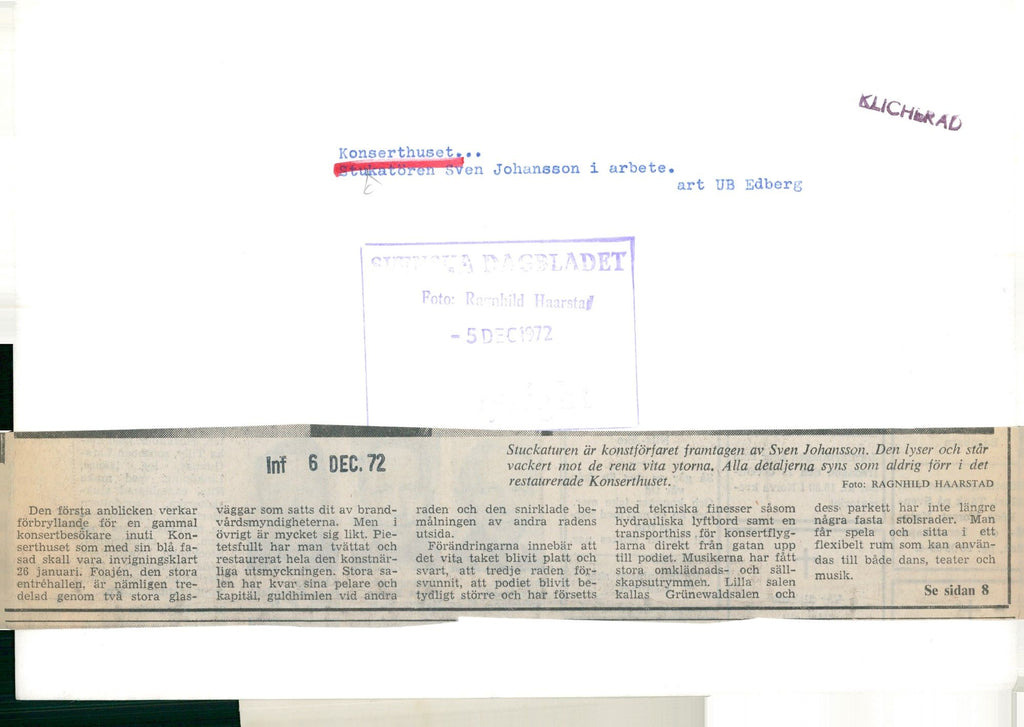 KLICHERAD
Konserthuset...
Stukatören Sven Johansson i arbete.
c
art UB Edberg
SVENSKA DAGBLADET
Foto: Ragnhild Haarstad
- 5 DEC 1972
Inf 6 DEC. 72
Stuckaturen är konstförfaret framtagen av Sven Johansson. Den lyser och står
vackert mot de rena vita ytorna. Alla detaljerna syns som aldrig förr i det
restaurerade Konserthuset.
Foto: RAGNHILD HAARSTAD
Den första anblicken verkar
förbryllande för en gammal
konsertbesökare inuti Kon-
serthuset som med sin blå fa-
sad skall vara invigningsklart
26 januari. Foajén, den stora
entréhallen, är nämligen tre-
delad genom två stora glas-
väggar som satts dit av brand-
vårdsmyndigheterna. Men i
övrigt är mycket sig likt. Pie-
tetsfullt har man tvättat och
restaurerat hela den konstnär-
liga utsmyckningen. Stora sa-
len har kvar sina pelare och
kapitäl, guldhimlen vid andra
raden och den snirklade be-
målningen av andra radens
utsida.
Förändringarna innebär att
det vita taket blivit platt och
svart, att tredje raden för-
svunnit, att podiet blivit be-
tydligt större och har försetts
med tekniska finesser såsom
hydrauliska lyftbord samt en
transporthiss för konsertflyg-
larna direkt från gatan upp
till podiet. Musikerna har fått
stora omklädnads- och säll-
skapsutrymmen. Lilla salen
kallas Grünewaldsalen och
dess parkett har inte längre
några fasta stolsrader. Man
får spela och sitta i ett
flexibelt rum som kan använ-
das till både dans, teater och
musik.
Se sidan 8